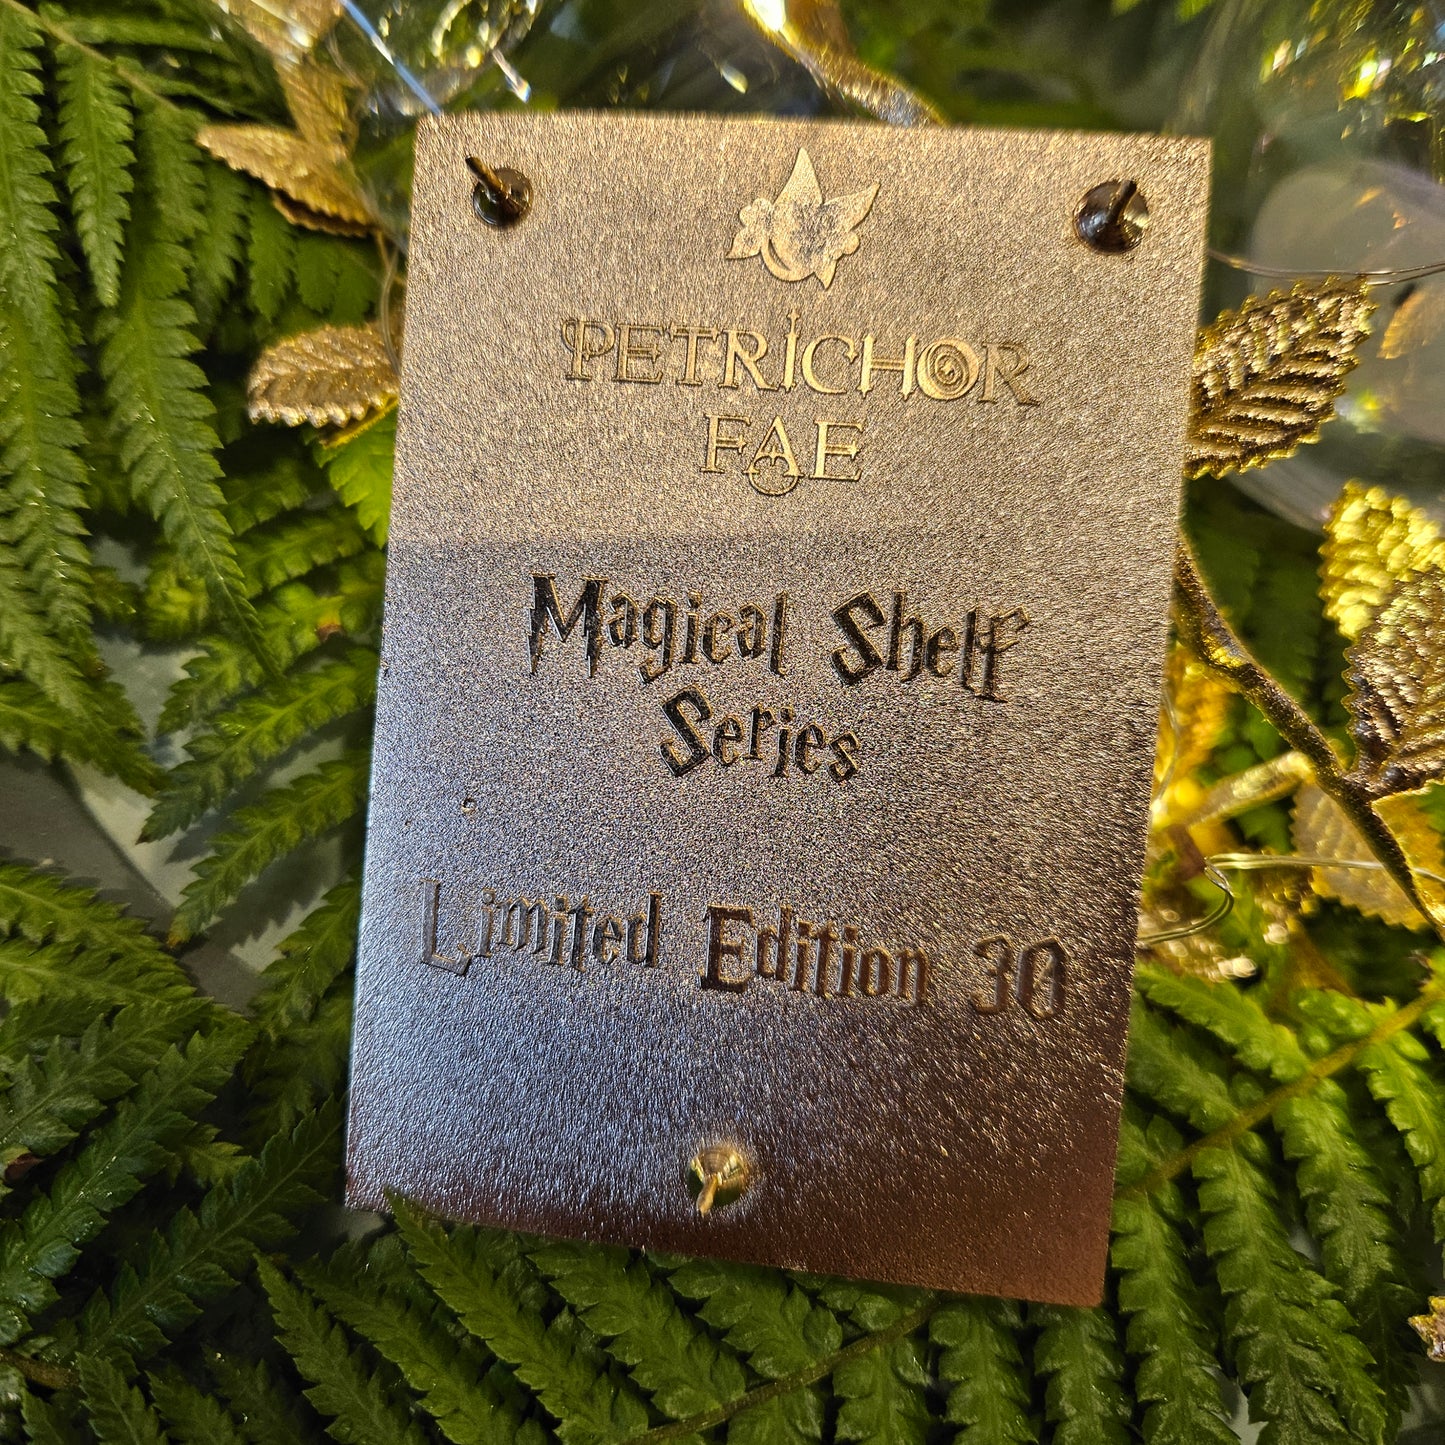 PETRICHOR
FAE
Magical Shelf
Series
Limited Edition 30